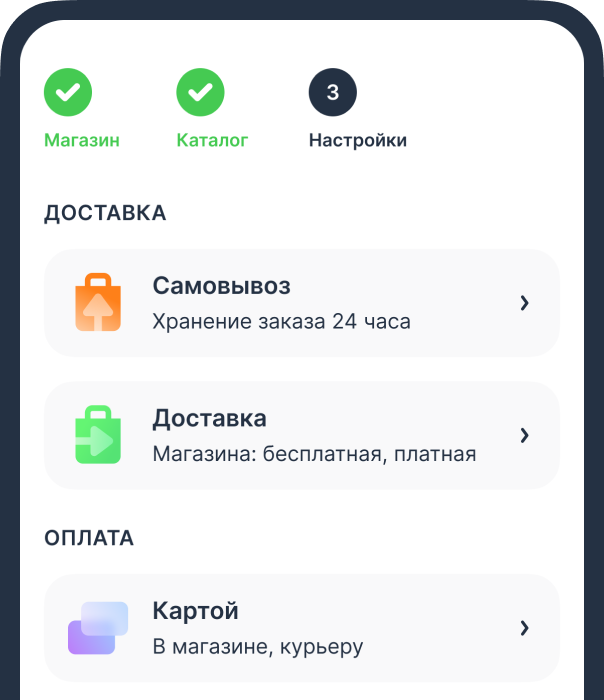 3
Магазин Каталог Настройки
ДОСТАВКА
Самовывоз
Хранение заказа 24 часа
Доставка
Магазина: бесплатная, платная
ОПЛАТА
Картой
В магазине, курьеру